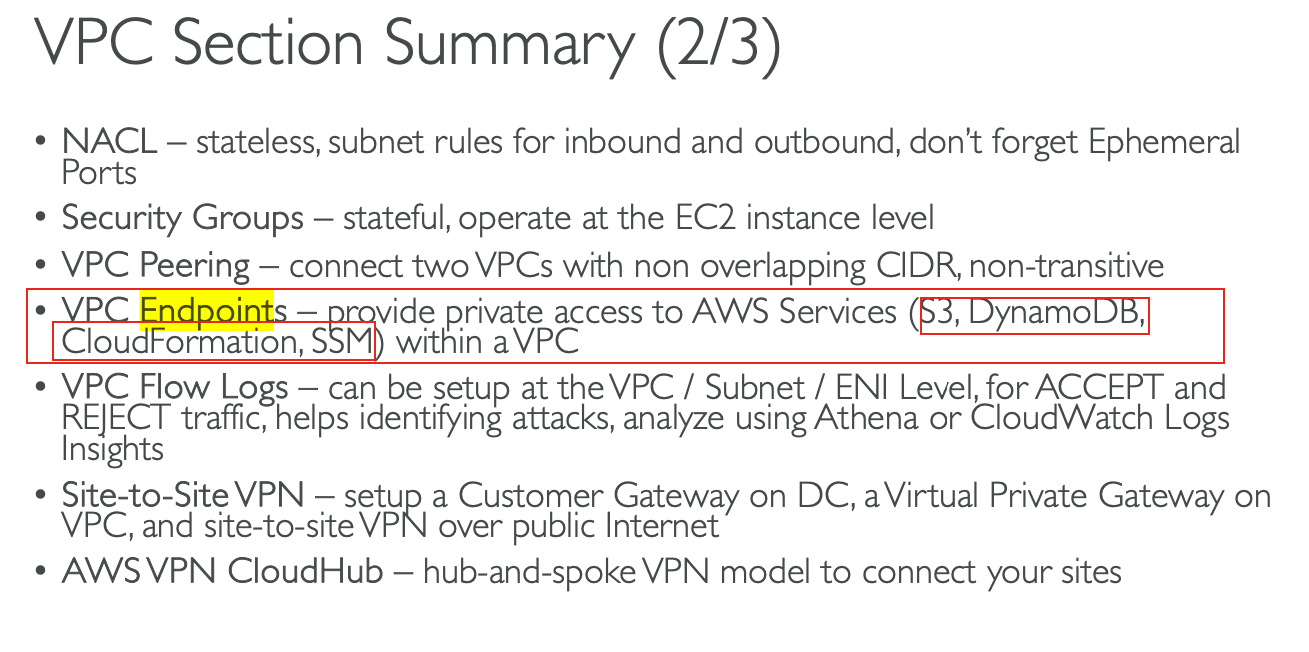 VPC Section Summary (2/3)
• NACL – stateless, subnet rules for inbound and outbound, don't forget Ephemeral
Ports
• Security Groups – stateful, operate at the EC2 instance level
• VPC Peering – connect two VPCs with non overlapping CIDR, non-transitive
• VPC Endpoints – provide private access to AWS Services (S3, DynamoDB,
CloudFormation, SSM) within a VPC
• VPC Flow Logs – can be setup at the VPC / Subnet / ENI Level, for ACCEPT and
REJECT traffic, helps identifying attacks, analyze using Athena or CloudWatch Logs
Insights
• Site-to-Site VPN – setup a Customer Gateway on DC, a Virtual Private Gateway on
VPC, and site-to-site VPN over public Internet
• AWS VPN CloudHub – hub-and-spoke VPN model to connect your sites